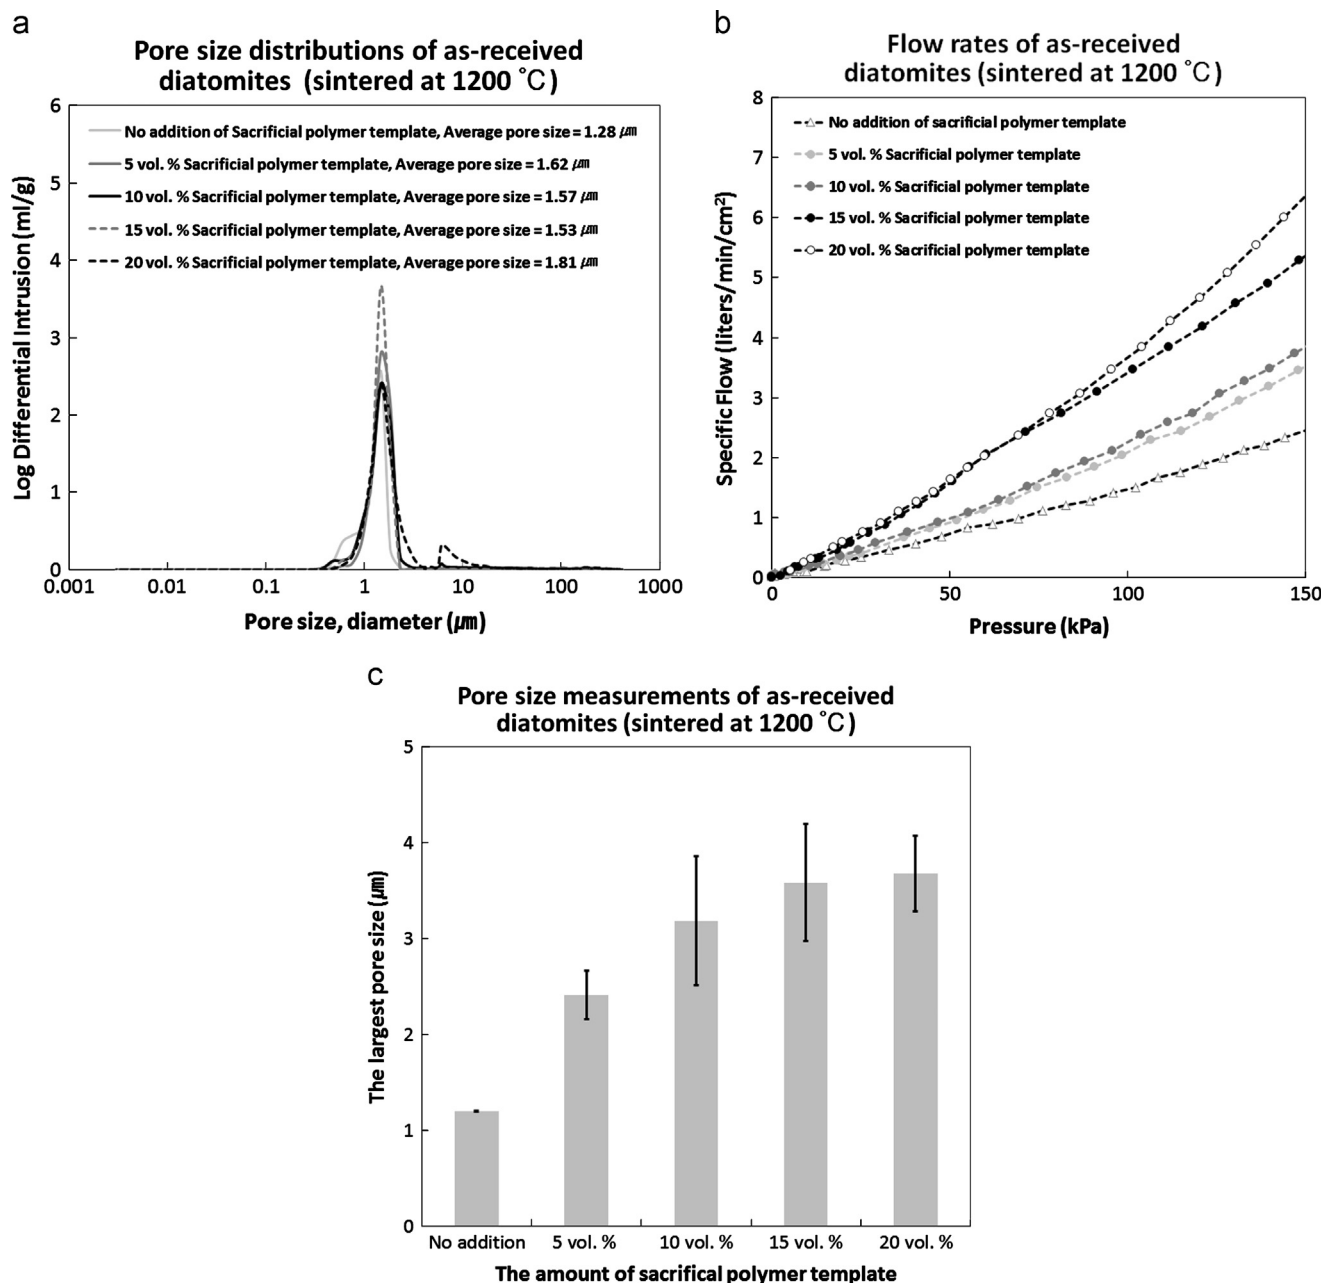 a
Pore size distributions of as-received
diatomites (sintered at 1200 ℃)
6
5
4
3
2
1
0
Log Differential Intrusion (ml/g)
No addition of Sacrificial polymer template, Average pore size = 1.28 ㎛
5 vol. % Sacrificial polymer template, Average pore size = 1.62 ㎛
10 vol. % Sacrificial polymer template, Average pore size = 1.57 ㎛
15 vol. % Sacrificial polymer template, Average pore size = 1.53 ㎛
20 vol. % Sacrificial polymer template, Average pore size = 1.81 ㎛
0.001 0.01 0.1 1 10 100 1000
Pore size, diameter (㎛)
b
Flow rates of as-received
diatomites (sintered at 1200 ℃)
8
7
6
5
4
3
2
1
0
Specific Flow (liters/min/cm²)
No addition of sacrificial polymer template
5 vol. % Sacrificial polymer template
10 vol. % Sacrificial polymer template
15 vol. % Sacrificial polymer template
20 vol. % Sacrificial polymer template
0 50 100 150
Pressure (kPa)
c
Pore size measurements of as-received
diatomites (sintered at 1200 ℃)
5
4
3
2
1
0
The largest pore size (㎛)
No addition 5 vol. % 10 vol. % 15 vol. % 20 vol. %
The amount of sacrifical polymer template